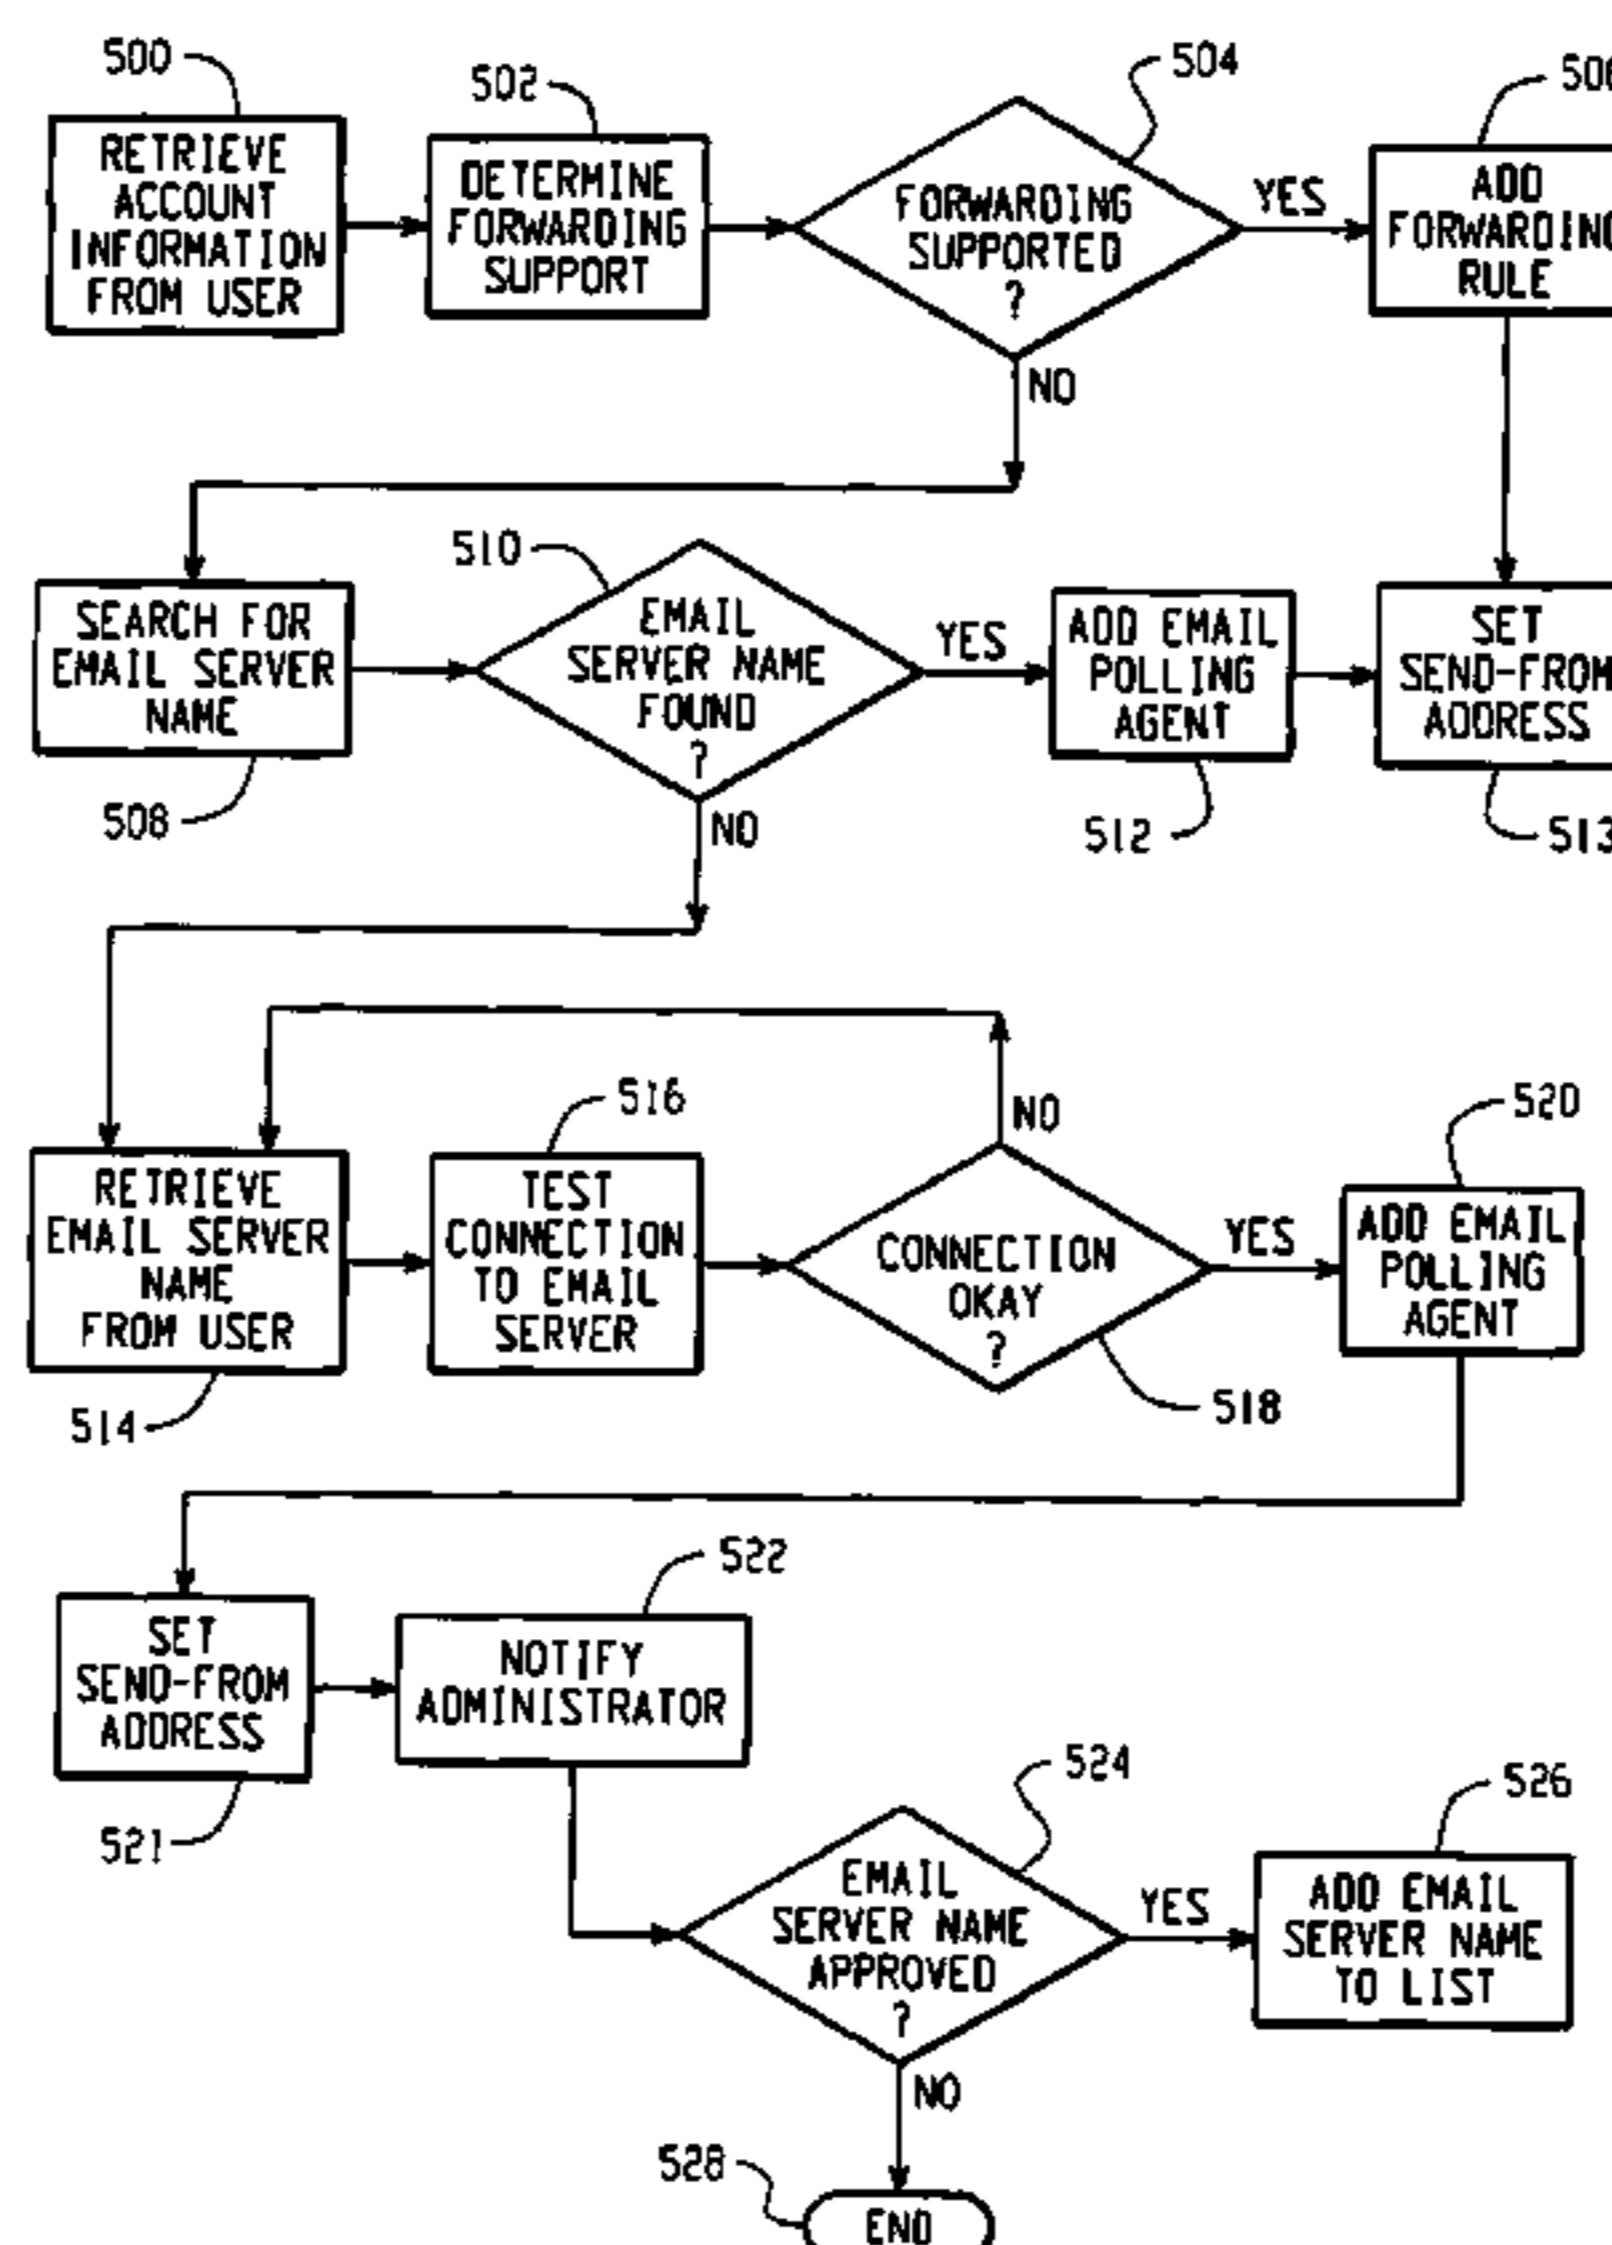 500
502
504
RETRIEVE
ACCOUNT
INFORMATION
FROM USER
DETERMINE
FORWARDING
SUPPORT
FORWARDING
SUPPORTED
?
YES
ADD
RULE
NO
510
SEARCH FOR
EMAIL SERVER
NAME
508
EMAIL
SERVER NAME
FOUND
?
YES
ADD EMAIL
POLLING
AGENT
512
SET
SEND-FROM
ADDRESS
513
NO
516
NO
520
RETRIEVE
EMAIL SERVER
NAME
FROM USER
514
TEST
CONNECTION
TO EMAIL
SERVER
CONNECTION
OKAY
?
518
YES
ADD EMAIL
POLLING
AGENT
522
SET
SEND-FROM
ADDRESS
521
NOTIFY
ADMINISTRATOR
524
526
EMAIL
SERVER NAME
APPROVED
?
YES
ADD EMAIL
SERVER NAME
TO LIST
NO
528
END